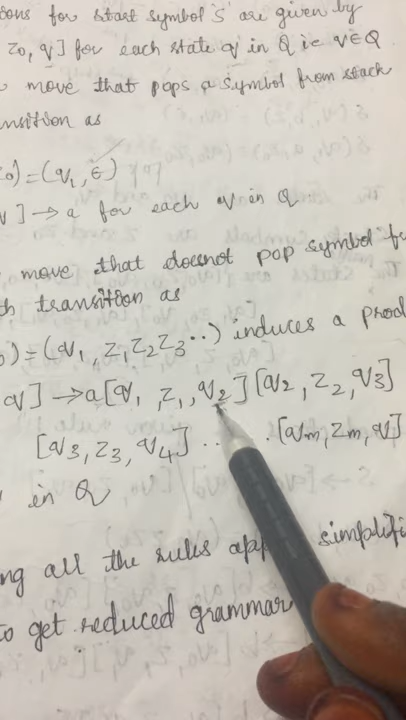 ons for start symbol S are given by
z0, q] for each state q in Q i.e q∈Q
move that pops a symbol from stack
nsition as
0) = (q1, ϵ)
] → a for each q in Q
move that doesnot pop symbol f
transition as
) = (q1, Z1Z2Z3..) induces a prod
q] → a[q1, z1, q2][q2, z2, q3]
[q3, z3, q4] .. . [qm, zm, q]
in Q
ng all the rules app simplifi
to get reduced grammar